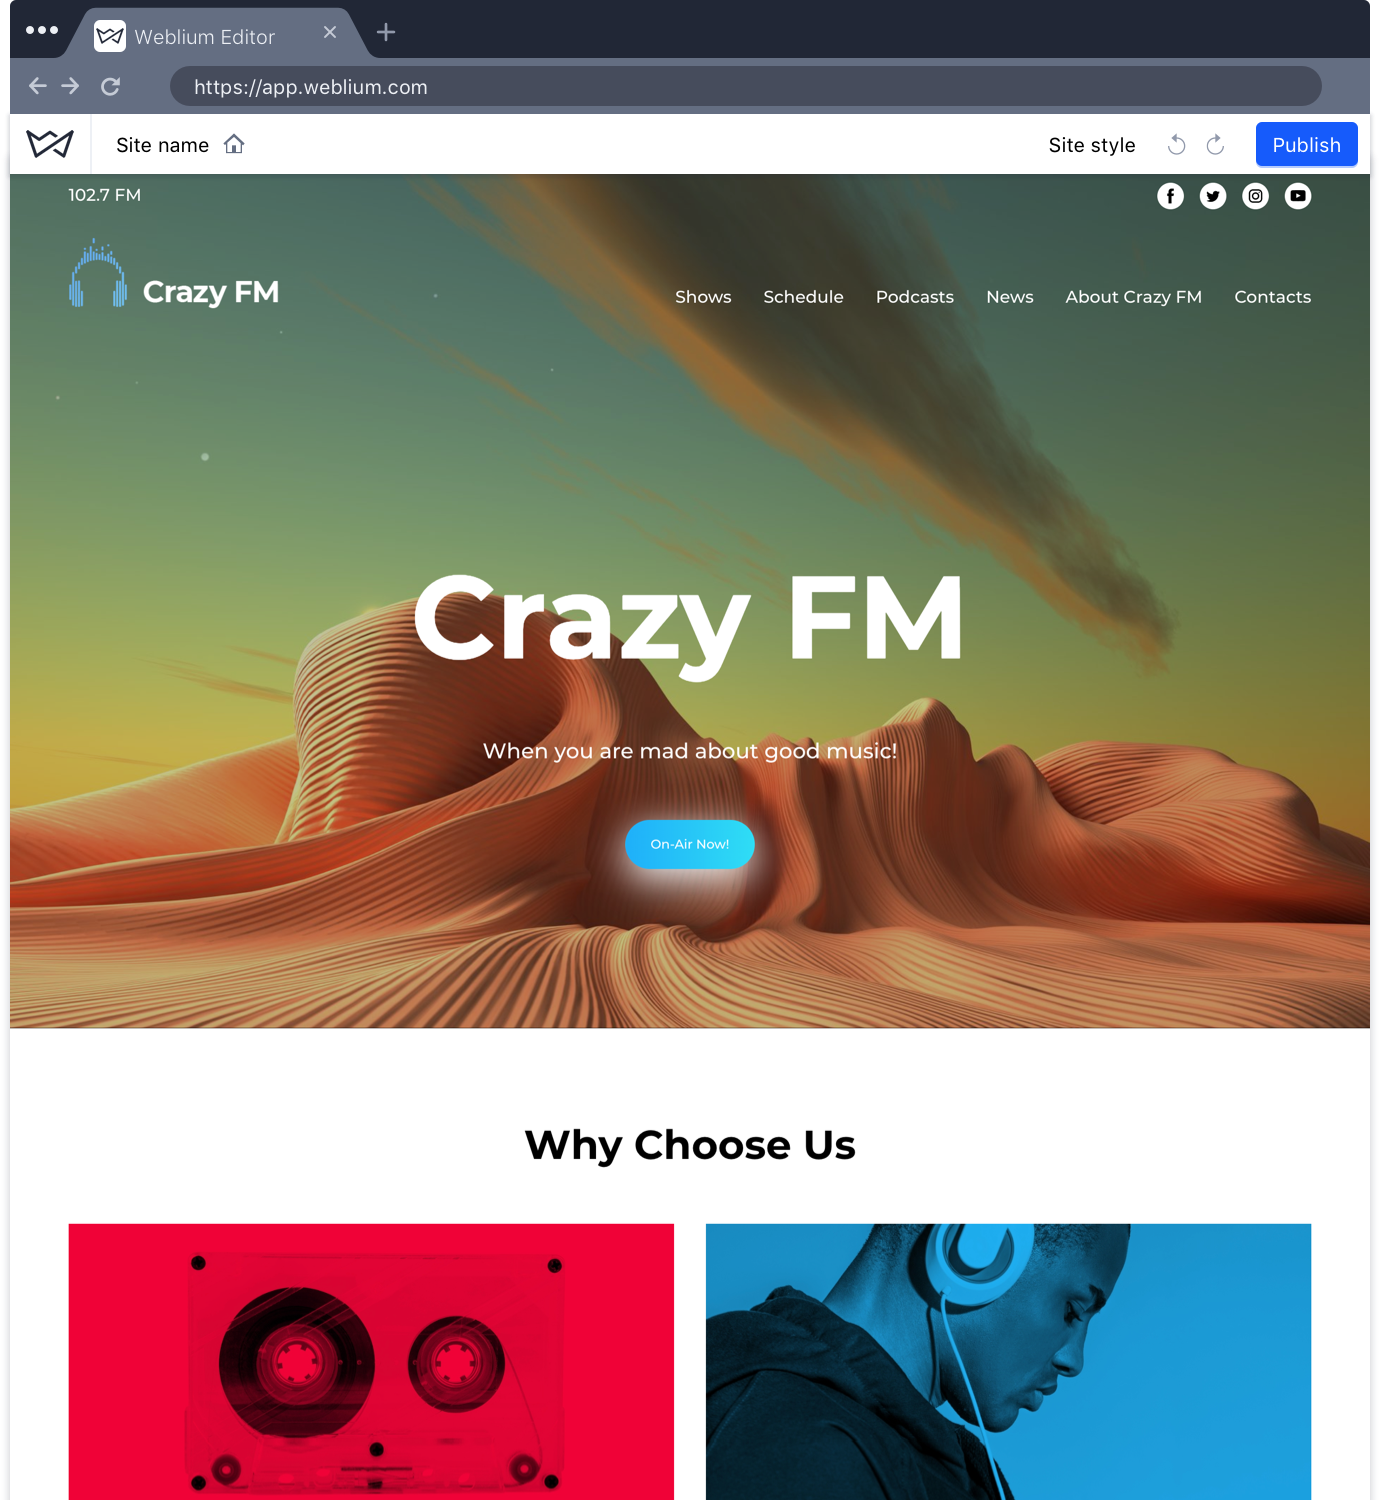 Weblium Editor
https://app.weblium.com
Site name
Site style
Publish
102.7 FM
Crazy FM
Shows
Schedule
Podcasts
News
About Crazy FM
Contacts
Crazy FM
When you are mad about good music!
On-Air Now!
Why Choose Us